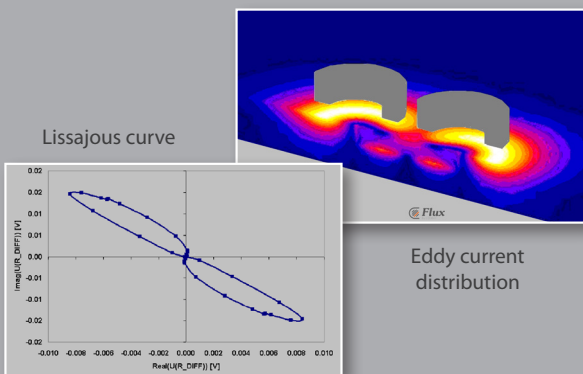 Lissajous curve
Flux
Eddy current
distribution
Imag(U(R_DIFF)) [V]
0.02
0.02
0.01
0.01
0.00
-0.01
-0.01
-0.02
-0.02
-0.010 -0.008 -0.006 -0.004 -0.002 0.000 0.002 0.004 0.006 0.008 0.010
Real(U(R_DIFF)) [V]